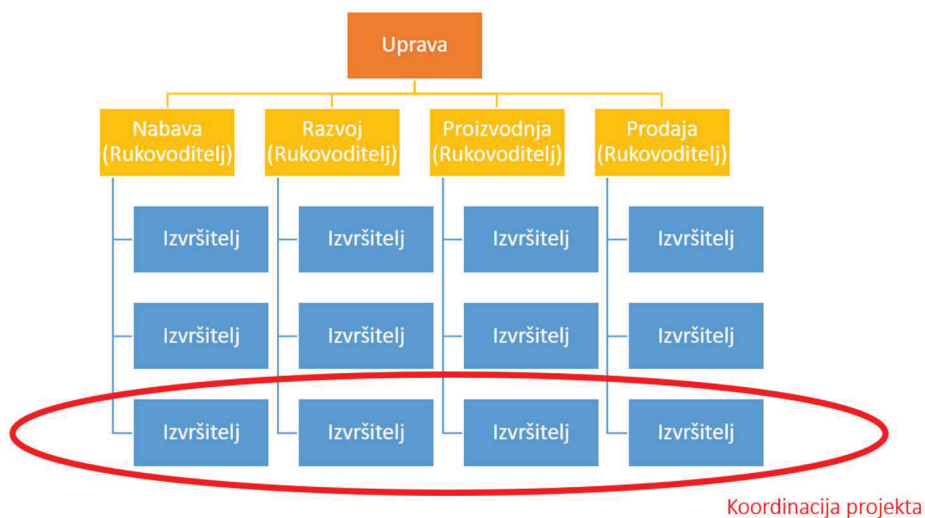 Uprava
Nabava
(Rukovoditelj)
Razvoj
(Rukovoditelj)
Proizvodnja
(Rukovoditelj)
Prodaja
(Rukovoditelj)
Izvršitelj
Izvršitelj
Izvršitelj
Izvršitelj
Izvršitelj
Izvršitelj
Izvršitelj
Izvršitelj
Izvršitelj
Izvršitelj
Izvršitelj
Izvršitelj
Koordinacija projekta